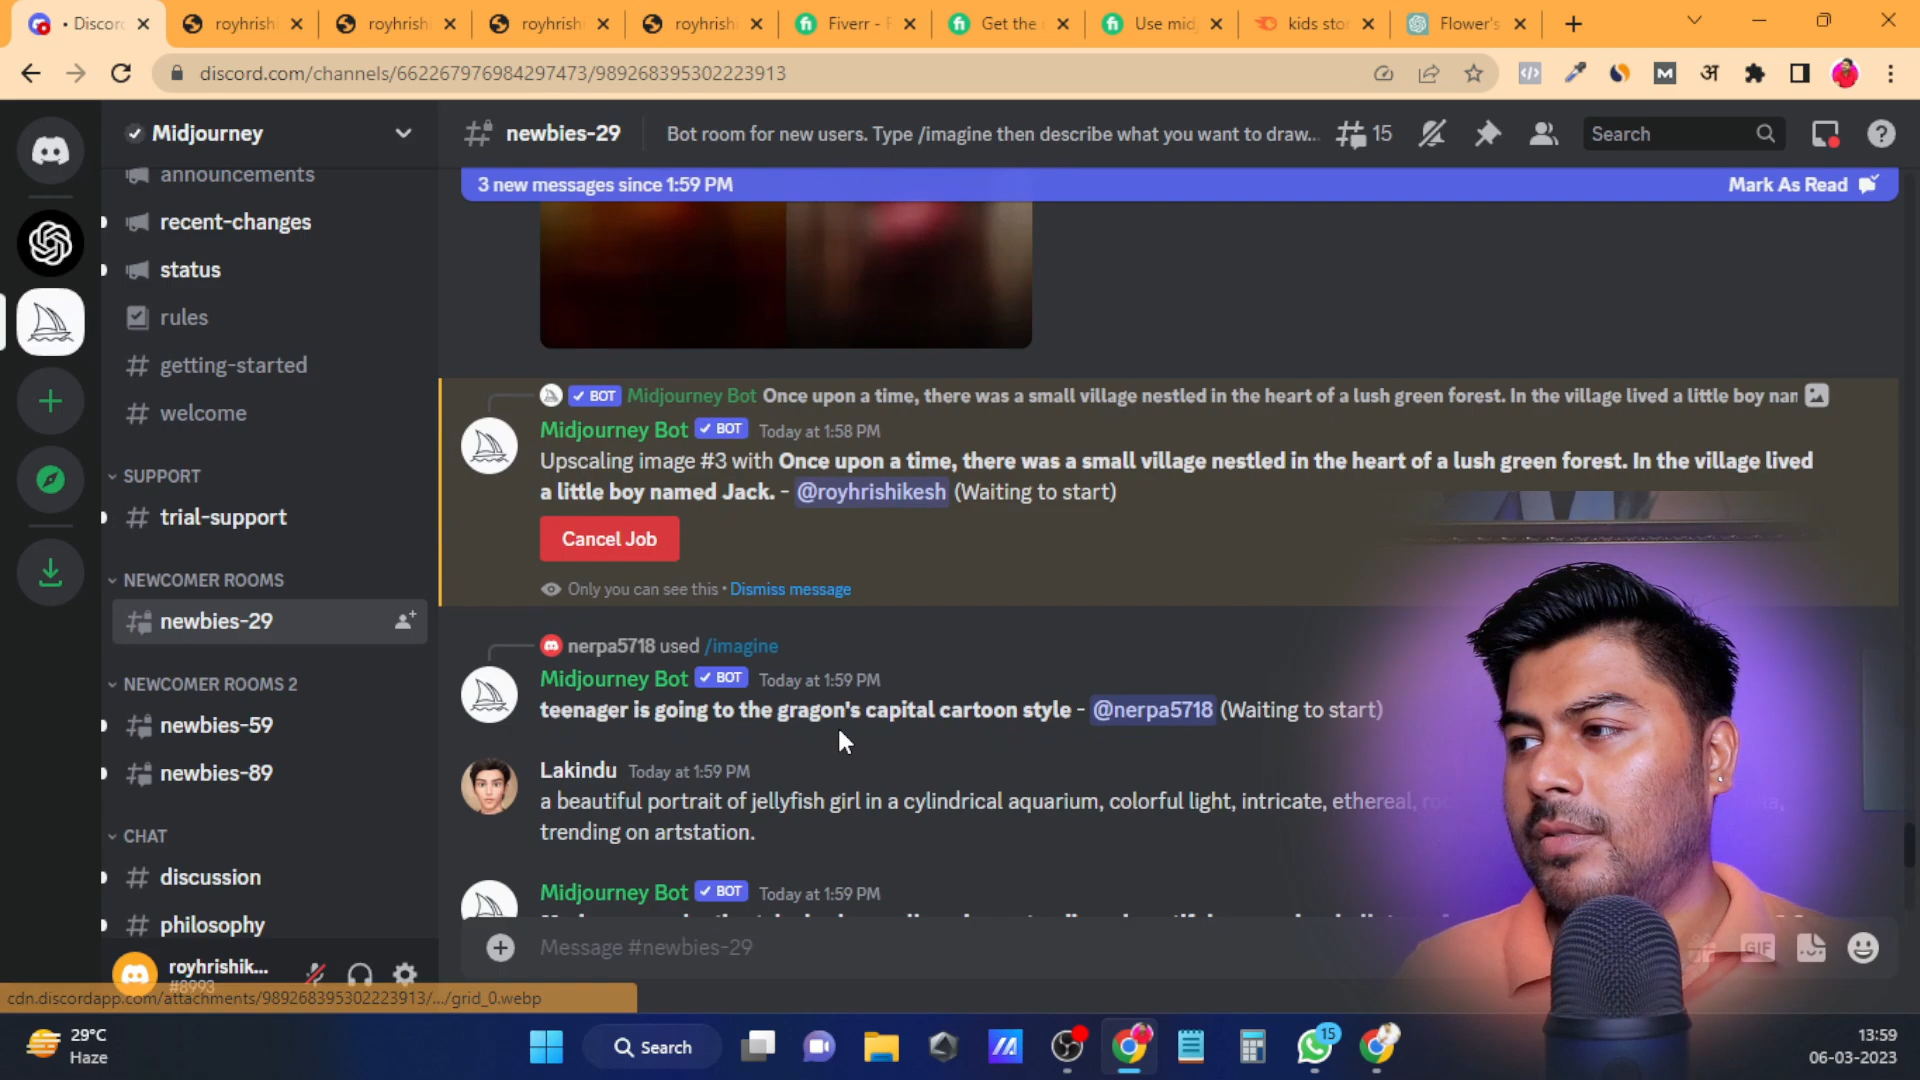 • Discord
royhrishi
royhrishi
royhrishi
royhrishi
Fiverr - F
Get the
Use midj
kids stor
Flower's
discord.com/channels/662267976984297473/989268395302223913
Midjourney
newbies-29
Bot room for new users. Type /imagine then describe what you want to draw...
15
Search
announcements
recent-changes
status
rules
getting-started
welcome
SUPPORT
trial-support
NEWCOMER ROOMS
newbies-29
NEWCOMER ROOMS 2
newbies-59
newbies-89
CHAT
discussion
philosophy
royhrishik...
#8993
3 new messages since 1:59 PM
Mark As Read
BOT Midjourney Bot Once upon a time, there was a small village nestled in the heart of a lush green forest. In the village lived a little boy nam
Midjourney Bot BOT Today at 1:58 PM
Upscaling image #3 with Once upon a time, there was a small village nestled in the heart of a lush green forest. In the village lived
a little boy named Jack. - @royhrishikesh (Waiting to start)
Cancel Job
Only you can see this • Dismiss message
nerpa5718 used /imagine
Midjourney Bot BOT Today at 1:59 PM
teenager is going to the gragon's capital cartoon style - @nerpa5718 (Waiting to start)
Lakindu Today at 1:59 PM
a beautiful portrait of jellyfish girl in a cylindrical aquarium, colorful light, intricate, ethereal,
trending on artstation.
Midjourney Bot BOT Today at 1:59 PM
Message #newbies-29
GIF
cdn.discordapp.com/attachments/989268395302223913/.../grid_0.webp
29°C
Haze
Search
15
13:59
06-03-2023